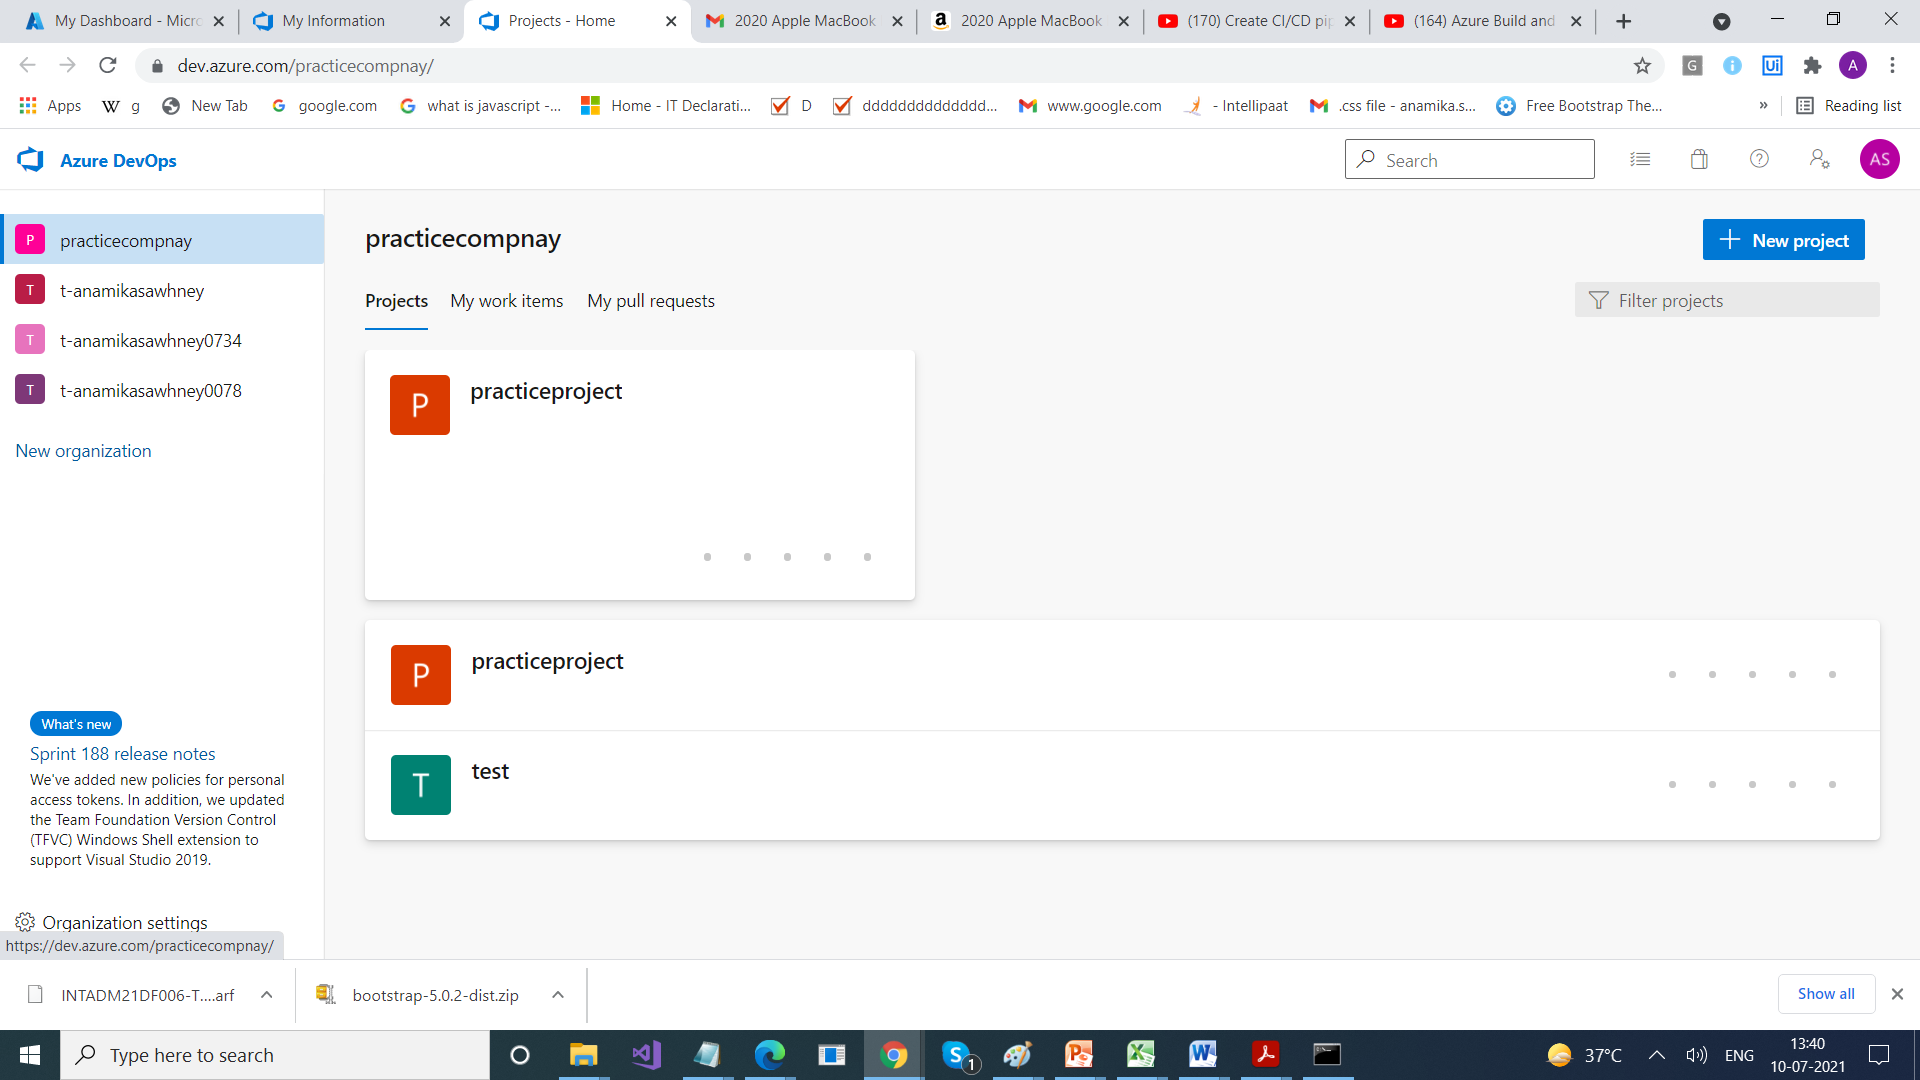 My Dashboard - Micro
My Information
Projects - Home
2020 Apple MacBook
2020 Apple MacBook
(170) Create CI/CD pip
(164) Azure Build and
dev.azure.com/practicecompnay/
G
i
Ui
A
Apps
W g
New Tab
G google.com
G what is javascript -...
Home - IT Declarati...
D
dddddddddddddd...
www.google.com
- Intellipaat
.css file - anamika.s...
Free Bootstrap The...
»
Reading list
Azure DevOps
Search
?
AS
P practicecompnay
T t-anamikasawhney
T t-anamikasawhney0734
T t-anamikasawhney0078
New organization
What's new
Sprint 188 release notes
We've added new policies for personal
access tokens. In addition, we updated
the Team Foundation Version Control
(TFVC) Windows Shell extension to
support Visual Studio 2019.
Organization settings
https://dev.azure.com/practicecompnay/
practicecompnay
New project
Projects
My work items
My pull requests
Filter projects
P practiceproject
P practiceproject
T test
INTADM21DF006-T....arf
bootstrap-5.0.2-dist.zip
Show all
Type here to search
S 1
P
X
W
37°C
ENG
13:40
10-07-2021